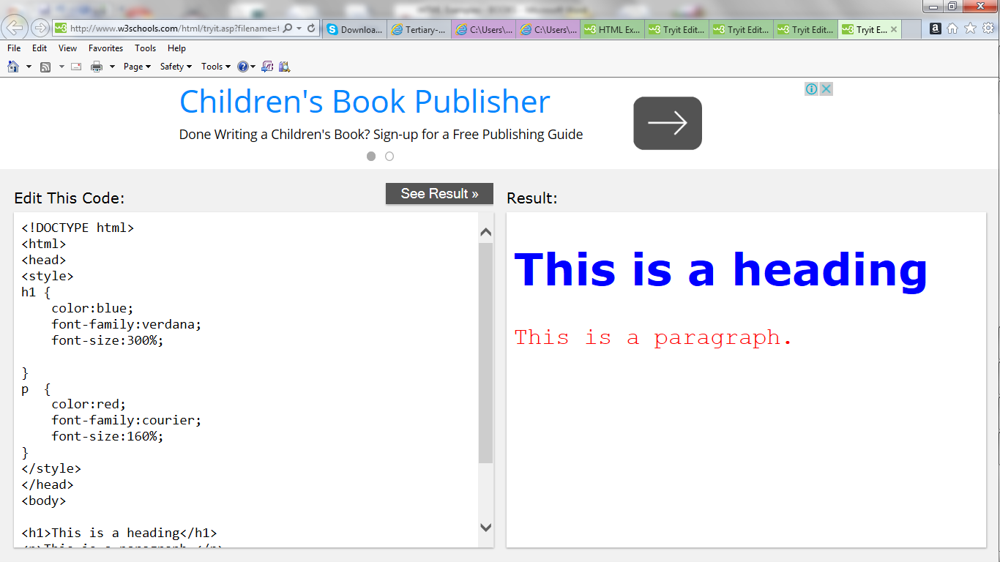 http://www.w3schools.com/html/tryit.asp?filename=t
Downloa...
Tertiary-...
C:\Users\...
C:\Users\...
HTML Ex...
Tryit Edit...
Tryit Edit...
Tryit Edit...
Tryit E...
File Edit View Favorites Tools Help
Page Safety Tools
Children's Book Publisher
Done Writing a Children's Book? Sign-up for a Free Publishing Guide
Edit This Code:
See Result »
<!DOCTYPE html>
<html>
<head>
<style>
h1 {
    color:blue;
    font-family:verdana;
    font-size:300%;
}
p  {
    color:red;
    font-family:courier;
    font-size:160%;
}
</style>
</head>
<body>
<h1>This is a heading</h1>
<p>This is a paragraph.</p>
Result:
This is a heading
This is a paragraph.